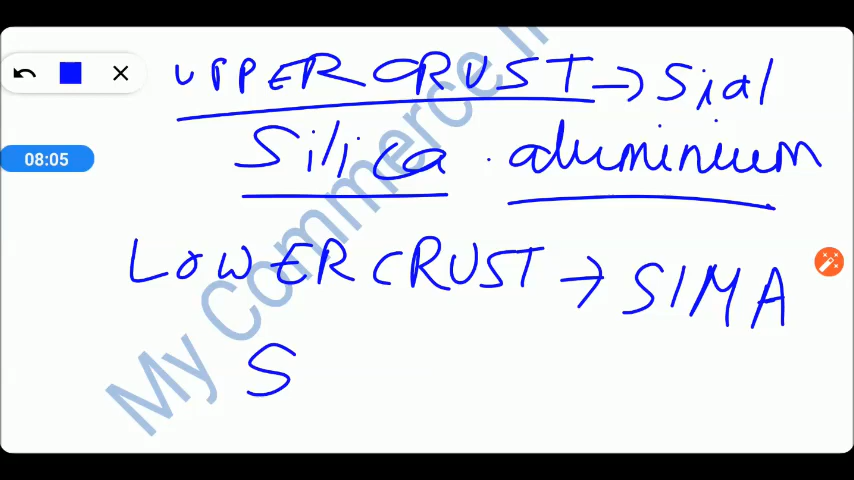 UPPER CRUST → Sial
08:05
Silica · aluminium
LOWER CRUST → SIMA
S
My Commerce